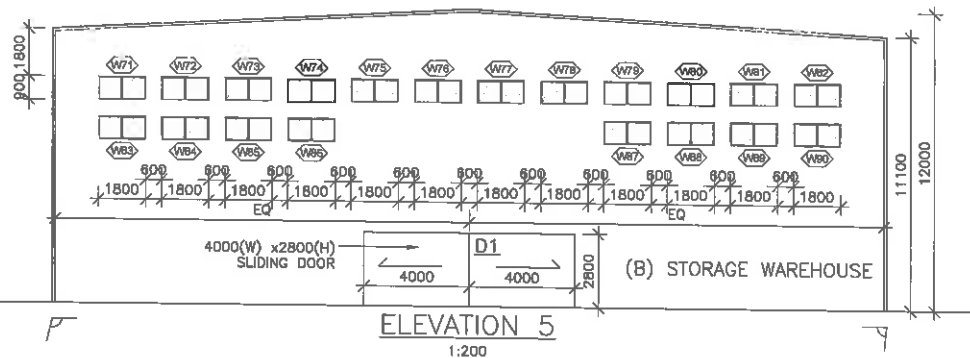 900 1800
W71 W72 W73 W74 W75 W76 W77 W78 W79 W80 W81 W82
W83 W84 W85 W86 W87 W88 W89 W90
600 600 600 600 600 600 600 600 600 600 600
1800 1800 1800 1800 1800 1800 1800 1800 1800 1800 1800 1800
EQ EQ
11100
12000
4000(W) x2800(H)
SLIDING DOOR
D1
4000 4000
2800
(B) STORAGE WAREHOUSE
ELEVATION 5
1:200